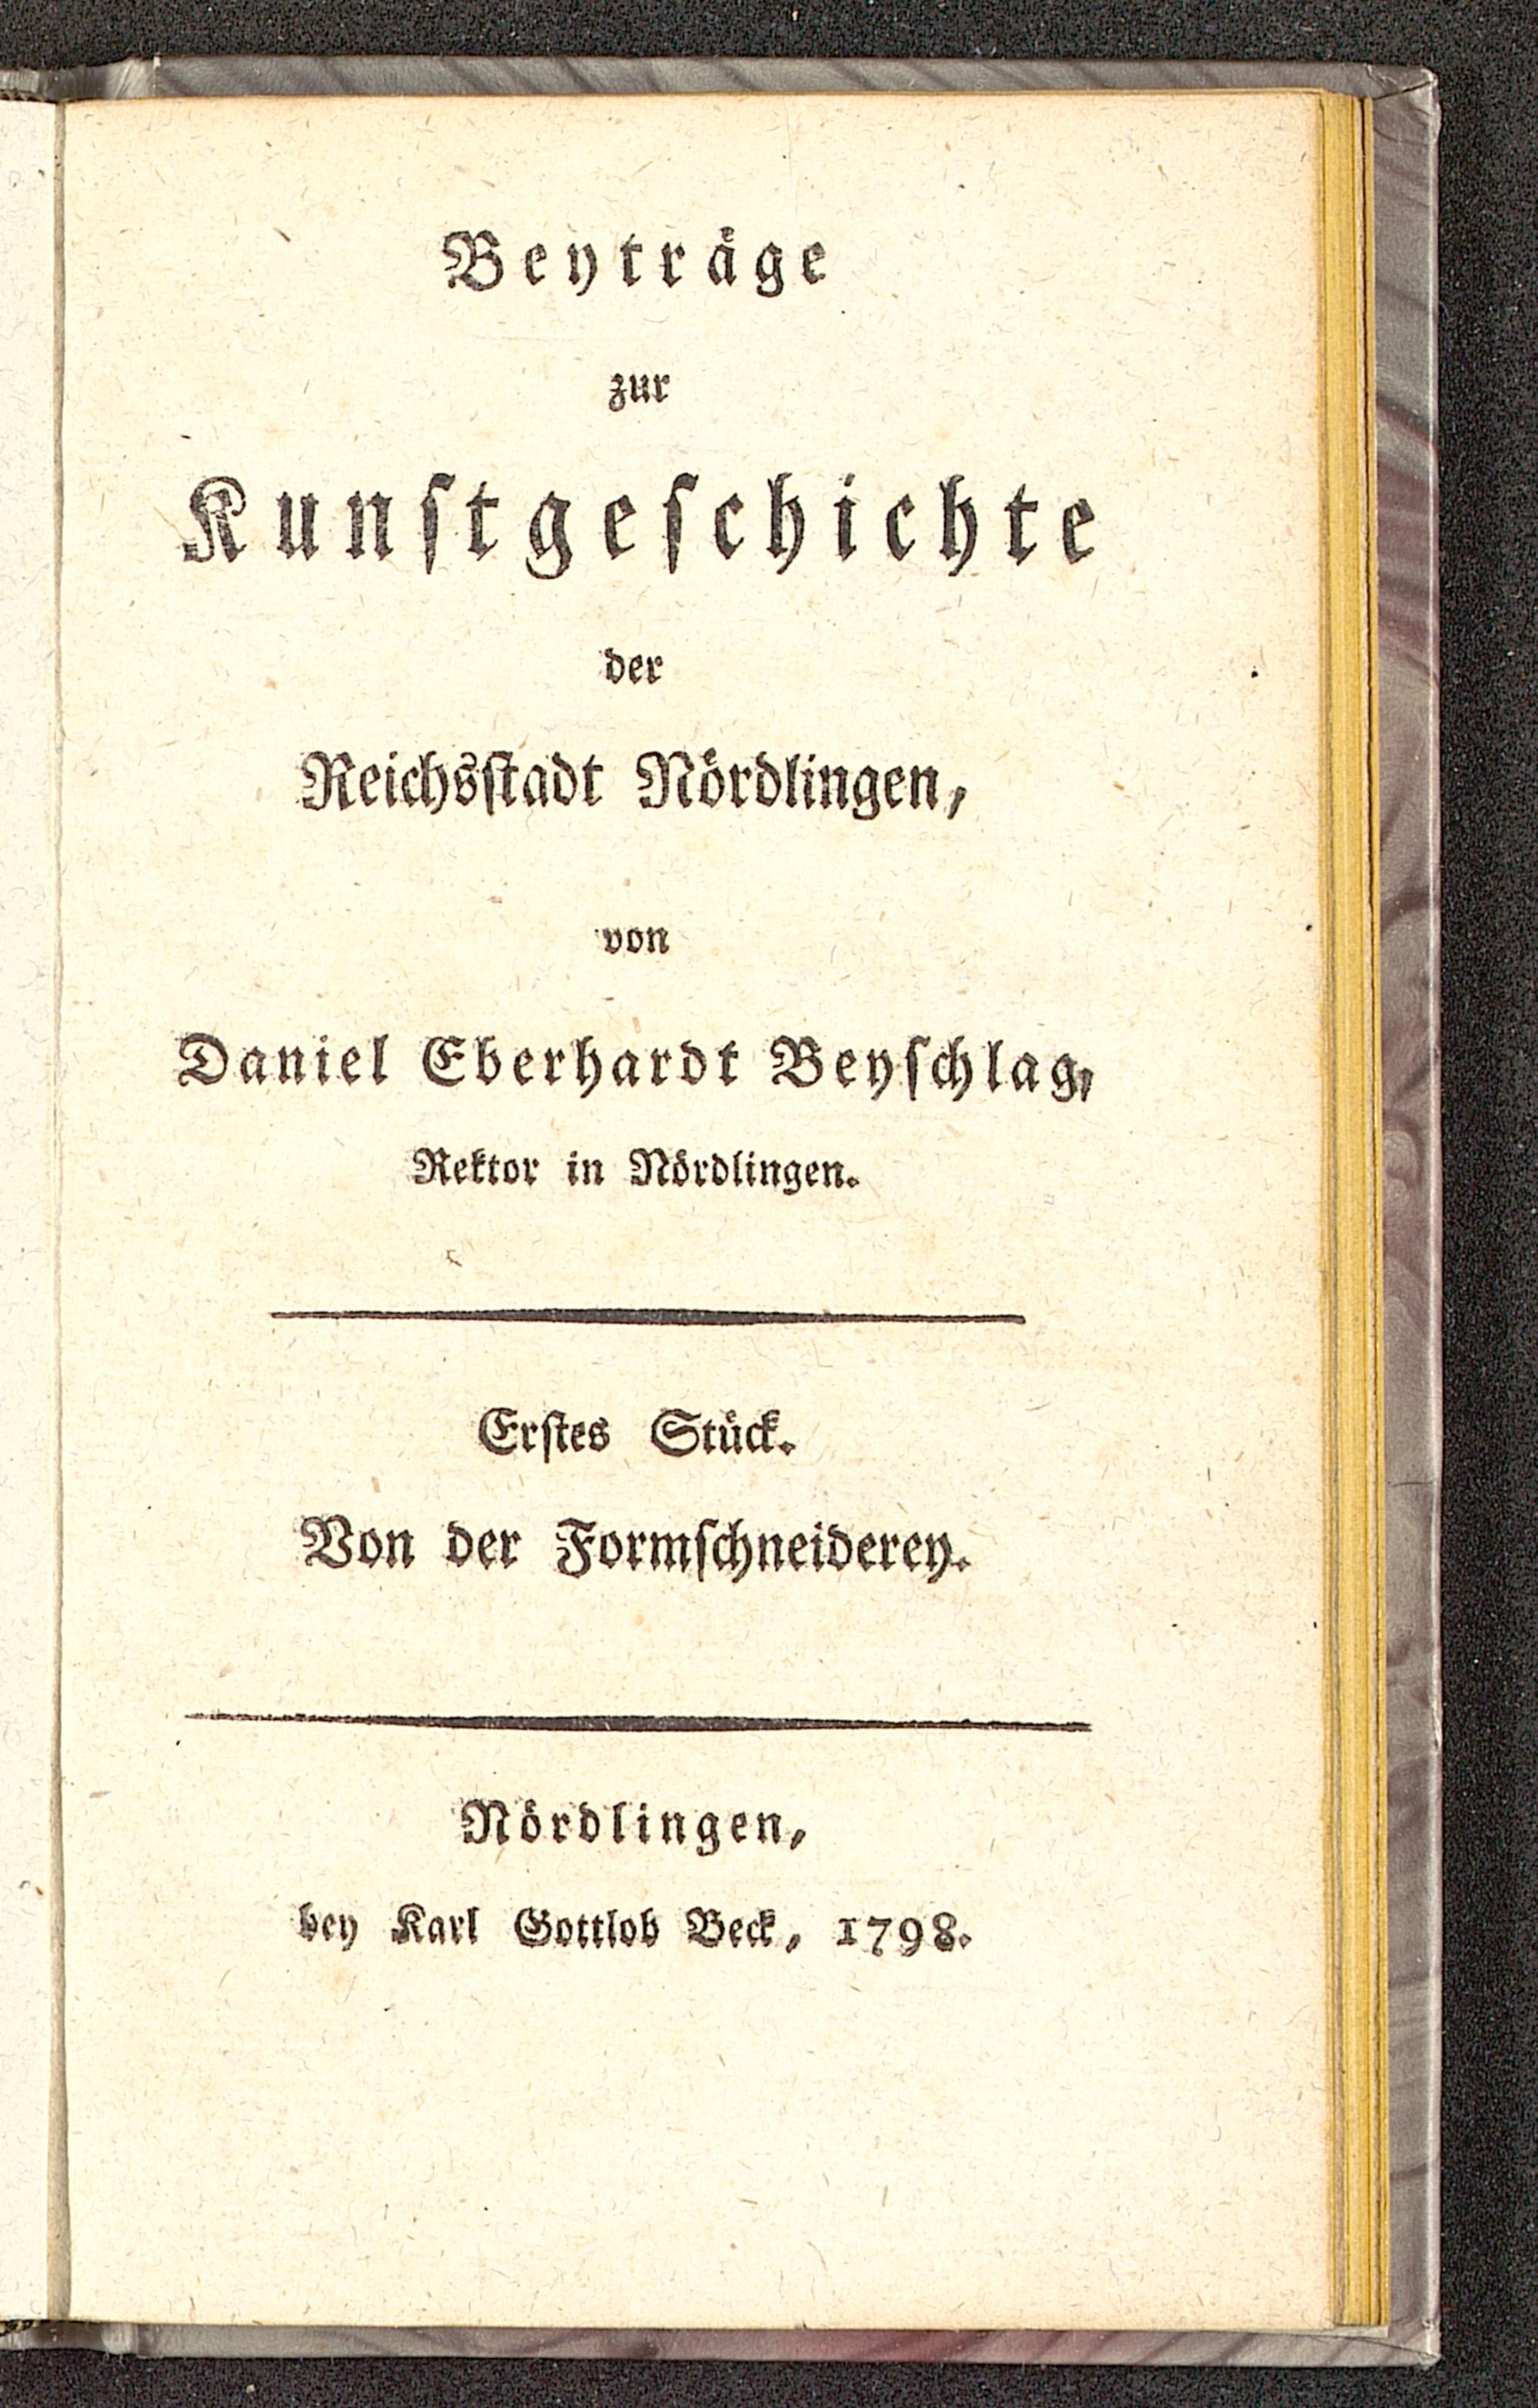 Beyträge
zur
Kunstgeschichte
der
Reichsstadt Nördlingen,
von
Daniel Eberhardt Beyschlag,
Rektor in Nördlingen.
Erstes Stück.
Von der Formschneiderey.
Nördlingen,
bey Karl Gottlob Beck, 1798.